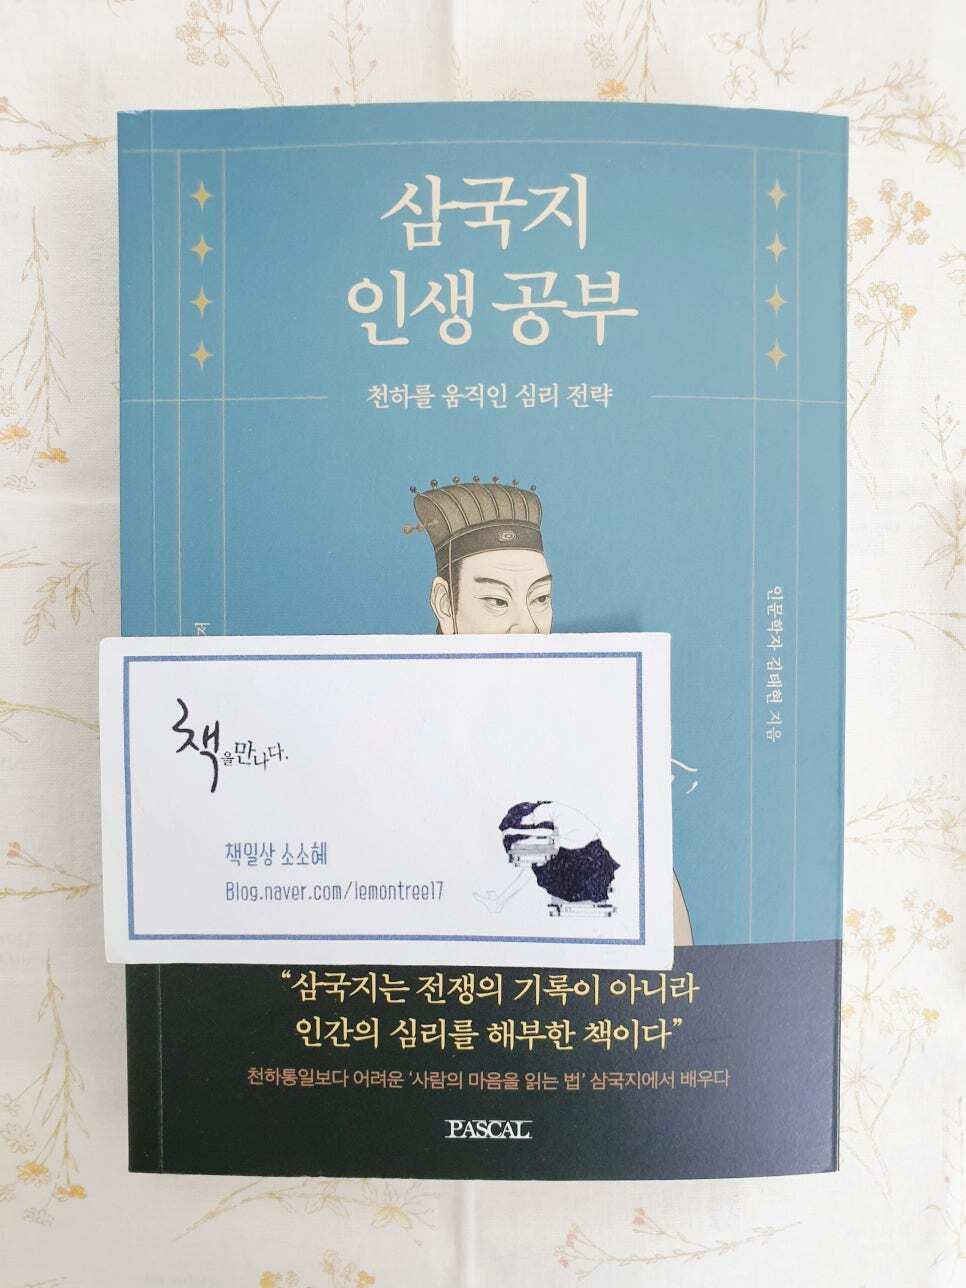 삼국지
인생 공부
천하를 움직인 심리 전략
저
인문학자 김태현 지음
책을 만나다.
책일상 소소혜
Blog.naver.com/lemontree17
“삼국지는 전쟁의 기록이 아니라
인간의 심리를 해부한 책이다”
천하통일보다 어려운 ‘사람의 마음을 읽는 법’ 삼국지에서 배우다
PASCAL